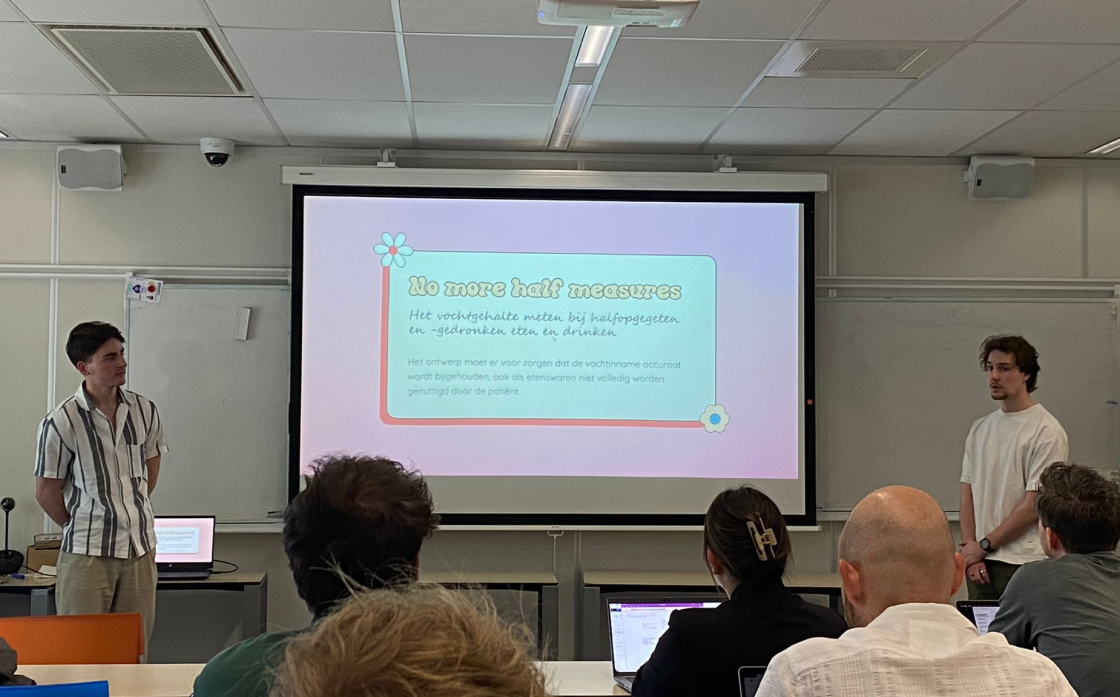 No more half measures
Het vochtgehalte meten bij halfopgegeten
en -gedronken eten en drinken
Het ontwerp moet er voor zorgen dat de vochtinname accuraat
wordt bijgehouden, ook als etenswaren niet volledig worden
genuttigd door de patiënt.